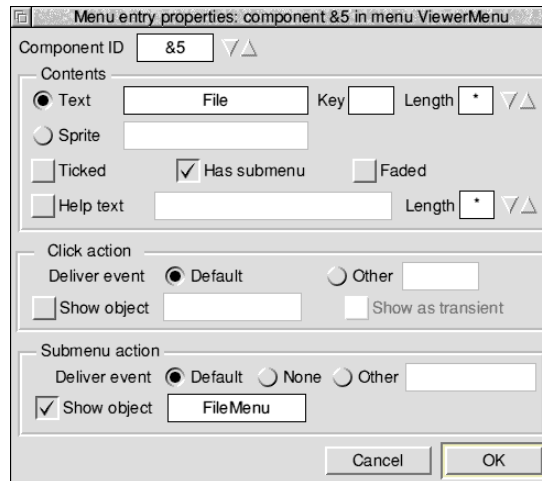 Menu entry properties: component &5 in menu ViewerMenu
Component ID &5
Contents
Text File Key Length *
Sprite
Ticked Has submenu Faded
Help text Length *
Click action
Deliver event Default Other
Show object Show as transient
Submenu action
Deliver event Default None Other
Show object FileMenu
Cancel OK